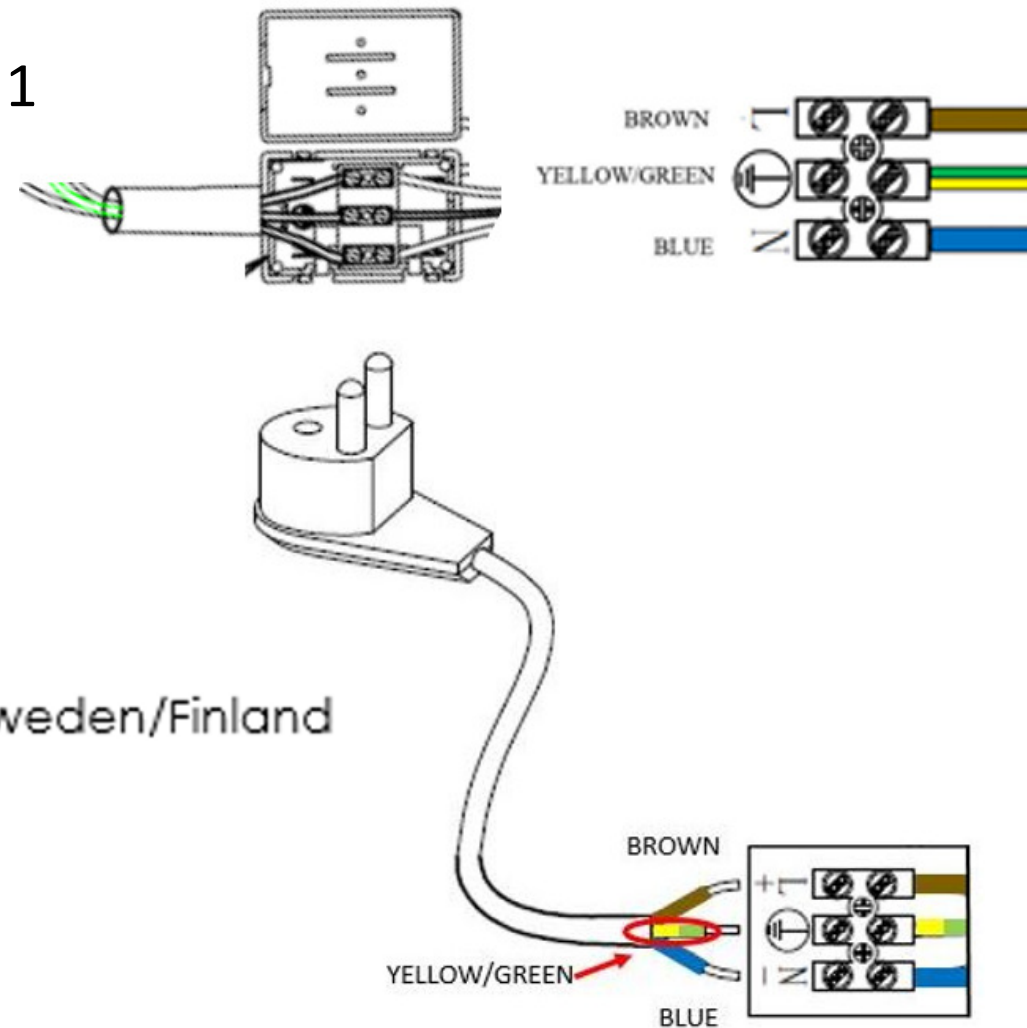 1
BROWN L
YELLOW/GREEN
BLUE N
weden/Finland
BROWN
+ L
YELLOW/GREEN
− N
BLUE